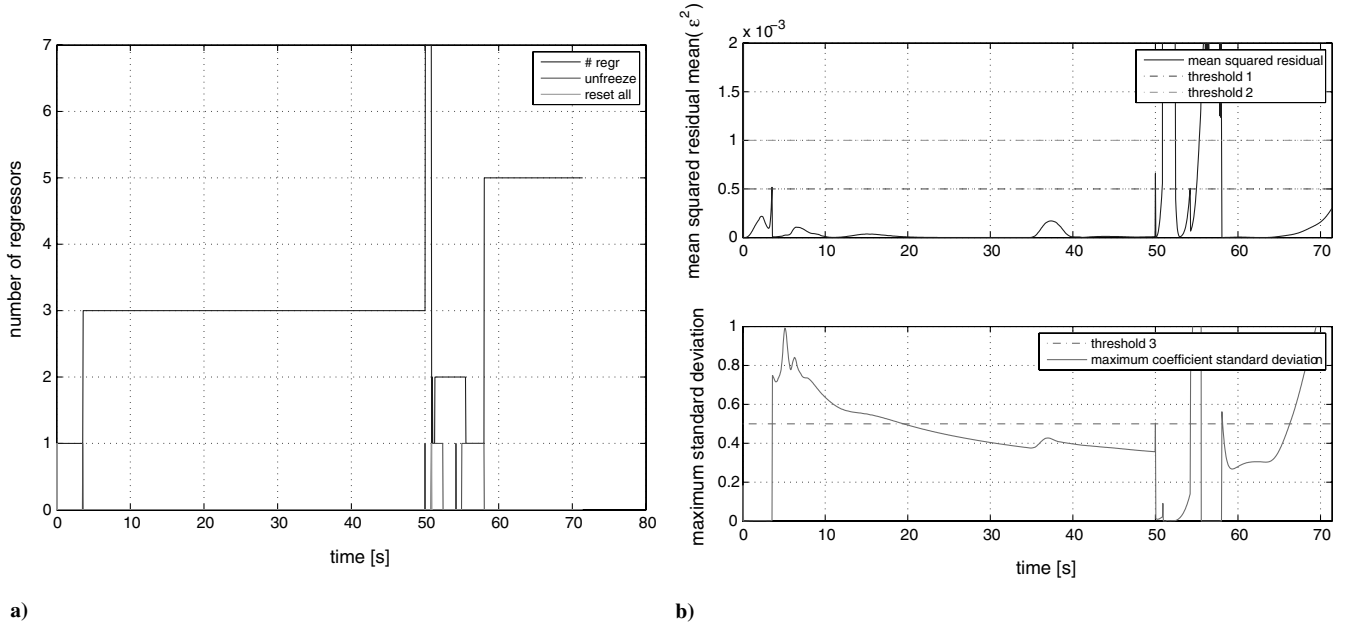 7
6
5
4
3
2
1
0
number of regressors
# regr
unfreeze
reset all
0 10 20 30 40 50 60 70 80
time [s]
a)
2 x 10⁻³
1.5
1
0.5
0
mean squared residual mean( ε²)
mean squared residual
threshold 1
threshold 2
0 10 20 30 40 50 60 70
1
0.8
0.6
0.4
0.2
0
maximum standard deviation
threshold 3
maximum coefficient standard deviation
0 10 20 30 40 50 60 70
time [s]
b)